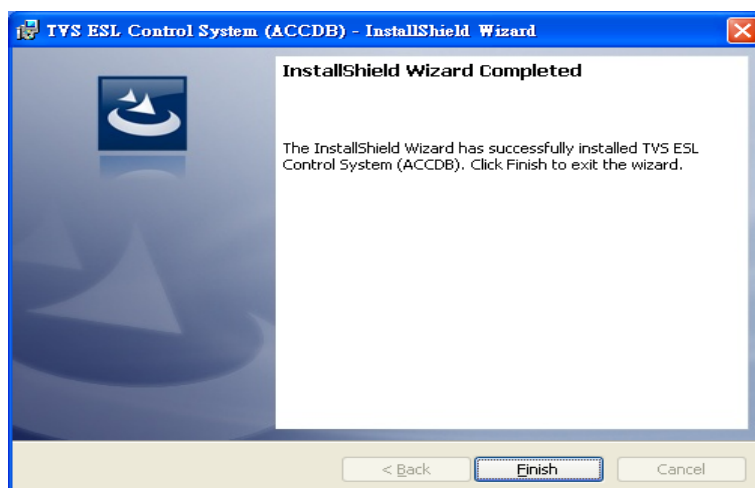 TVS ESL Control System (ACCDB) - InstallShield Wizard
InstallShield Wizard Completed
The InstallShield Wizard has successfully installed TVS ESL
Control System (ACCDB). Click Finish to exit the wizard.
< Back
Finish
Cancel